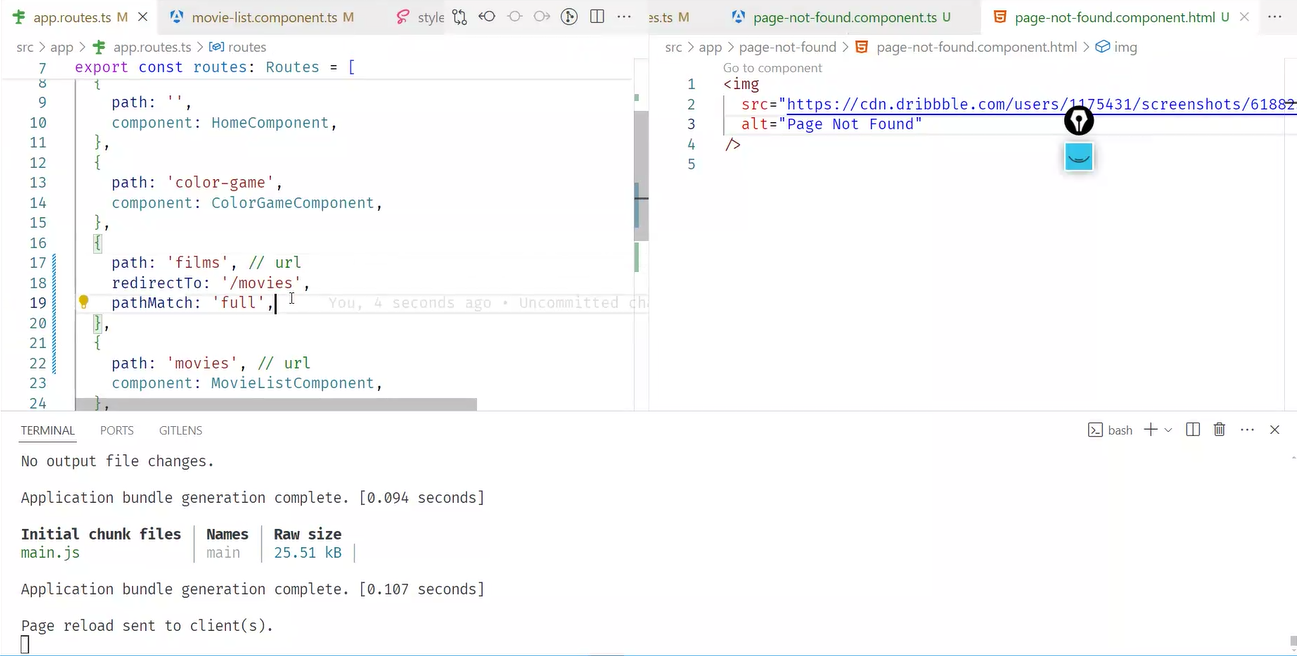 app.routes.ts M
movie-list.component.ts M
style
es.ts M
page-not-found.component.ts U
page-not-found.component.html U
src > app > app.routes.ts > routes
src > app > page-not-found > page-not-found.component.html > img
7 export const routes: Routes = [
8 {
9 path: '',
10 component: HomeComponent,
11 },
12 {
13 path: 'color-game',
14 component: ColorGameComponent,
15 },
16 {
17 path: 'films', // url
18 redirectTo: '/movies',
19 pathMatch: 'full', You, 4 seconds ago • Uncommitted cha
20 },
21 {
22 path: 'movies', // url
23 component: MovieListComponent,
24 },
Go to component
1 <img
2 src="https://cdn.dribbble.com/users/1175431/screenshots/61882
3 alt="Page Not Found"
4 />
5
TERMINAL PORTS GITLENS
bash
No output file changes.
Application bundle generation complete. [0.094 seconds]
Initial chunk files | Names | Raw size
main.js | main | 25.51 kB |
Application bundle generation complete. [0.107 seconds]
Page reload sent to client(s).